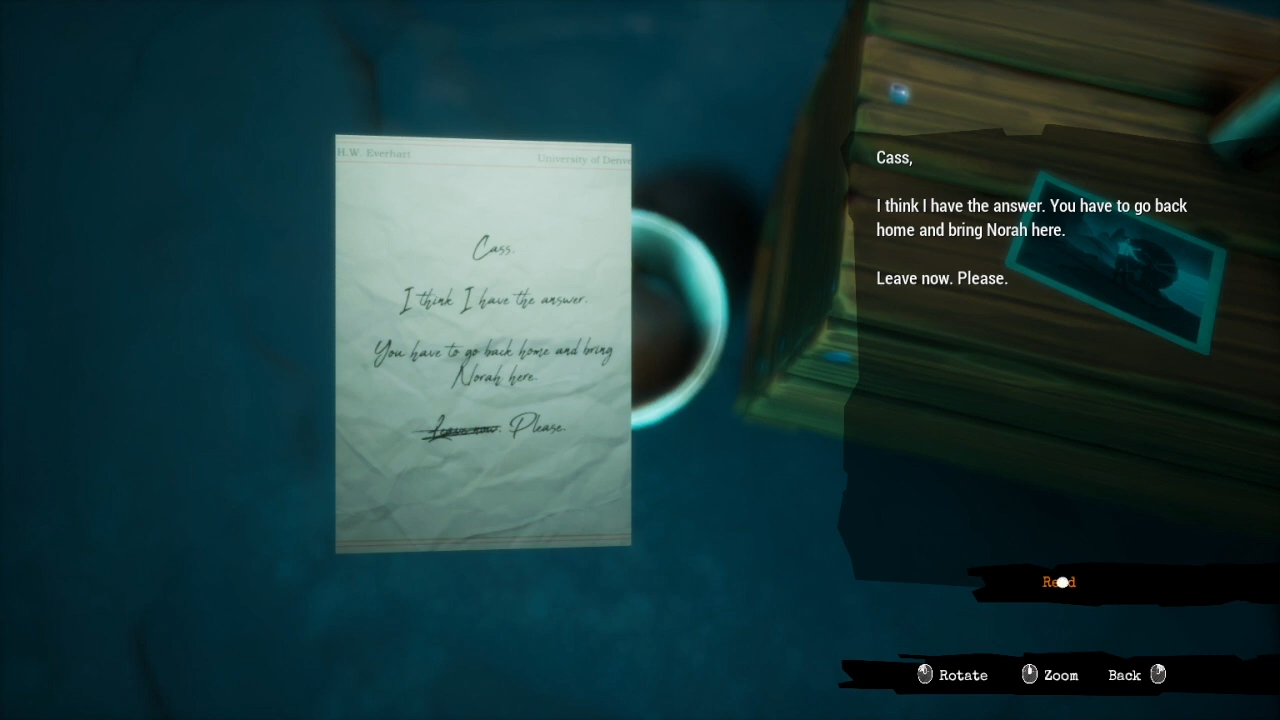 H.W. Everhart
University of Denve
Cass.
I think I have the answer.
You have to go back home and bring
Norah here.
Leave now. Please.
Cass,
I think I have the answer. You have to go back
home and bring Norah here.
Leave now. Please.
Read
Rotate
Zoom
Back